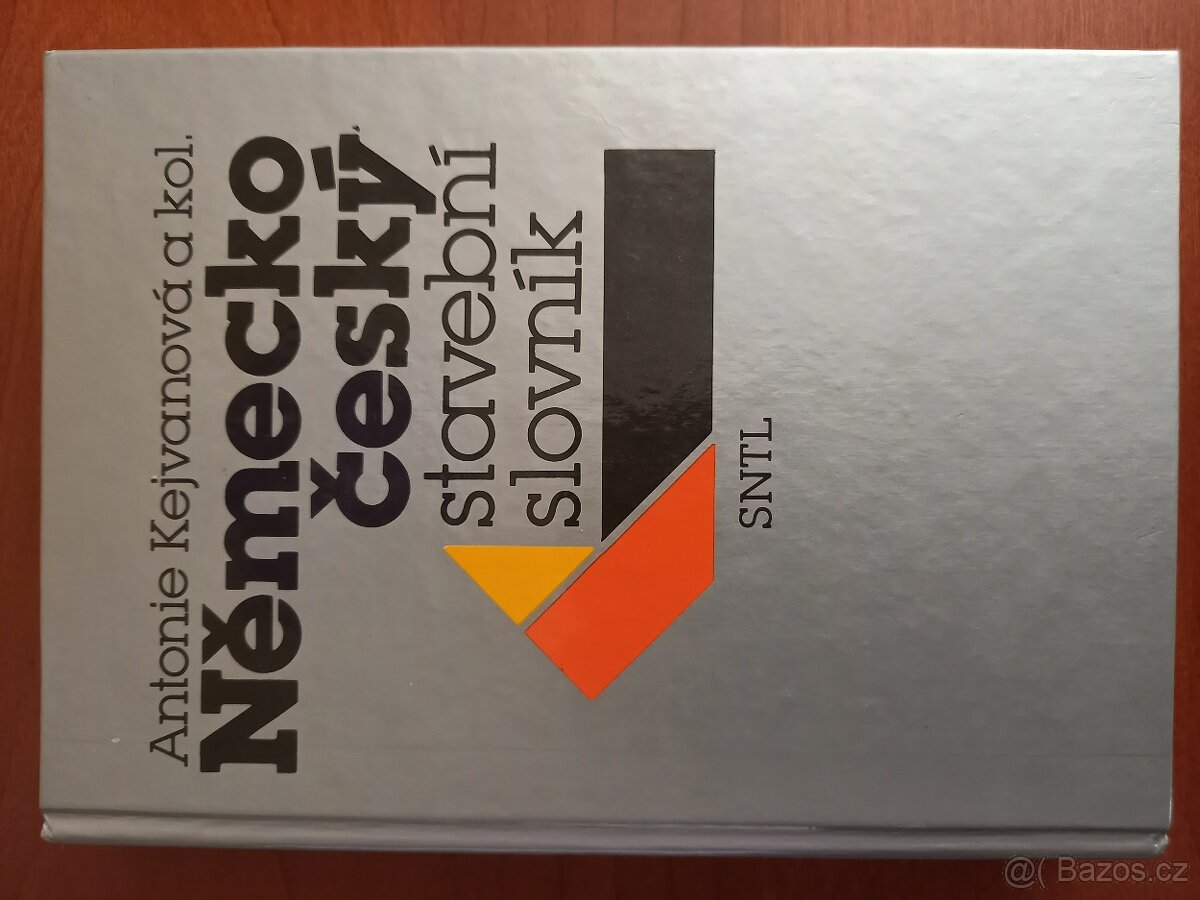 Antonie Kejvanová a kol.
Německo
český
stavební
slovník
SNTL
@( Bazos.cz